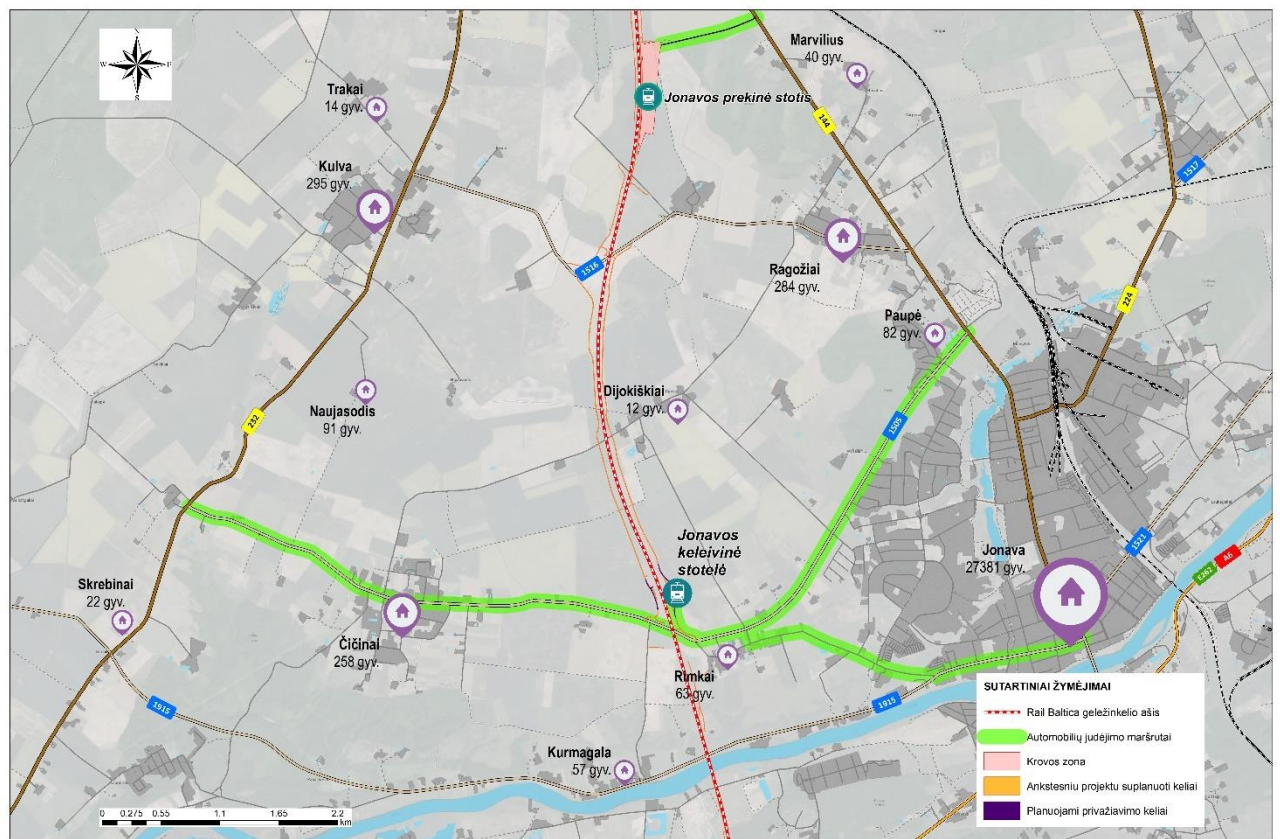 Marvilius
40 gyv.
Trakai
14 gyv.
Jonavos prekinė stotis
144
Kulva
295 gyv.
1517
Ragožiai
284 gyv.
1516
224
Paupė
82 gyv.
Naujasodis
91 gyv.
Dijokiškiai
12 gyv.
232
1505
Jonavos
keleivinė
stotelė
Jonava
27381 gyv.
1521
E262
A6
Skrebinai
22 gyv.
Čičinai
258 gyv.
Rimkai
63 gyv.
1915
1915
Kurmagala
57 gyv.
SUTARTINIAI ŽYMĖJIMAI
Rail Baltica geležinkelio ašis
Automobilių judėjimo maršrutai
Krovos zona
Ankstesniu projektu suplanuoti keliai
Planuojami privažiavimo keliai
0 0.275 0.55 1.1 1.65 2.2
km